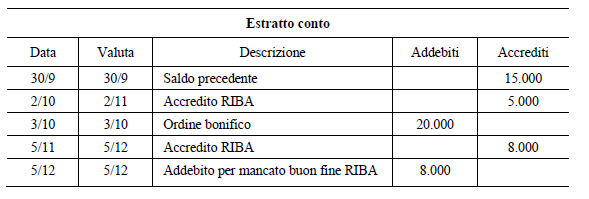 Estratto conto
Data Valuta Descrizione Addebiti Accrediti
30/9 30/9 Saldo precedente 15.000
2/10 2/11 Accredito RIBA 5.000
3/10 3/10 Ordine bonifico 20.000
5/11 5/12 Accredito RIBA 8.000
5/12 5/12 Addebito per mancato buon fine RIBA 8.000